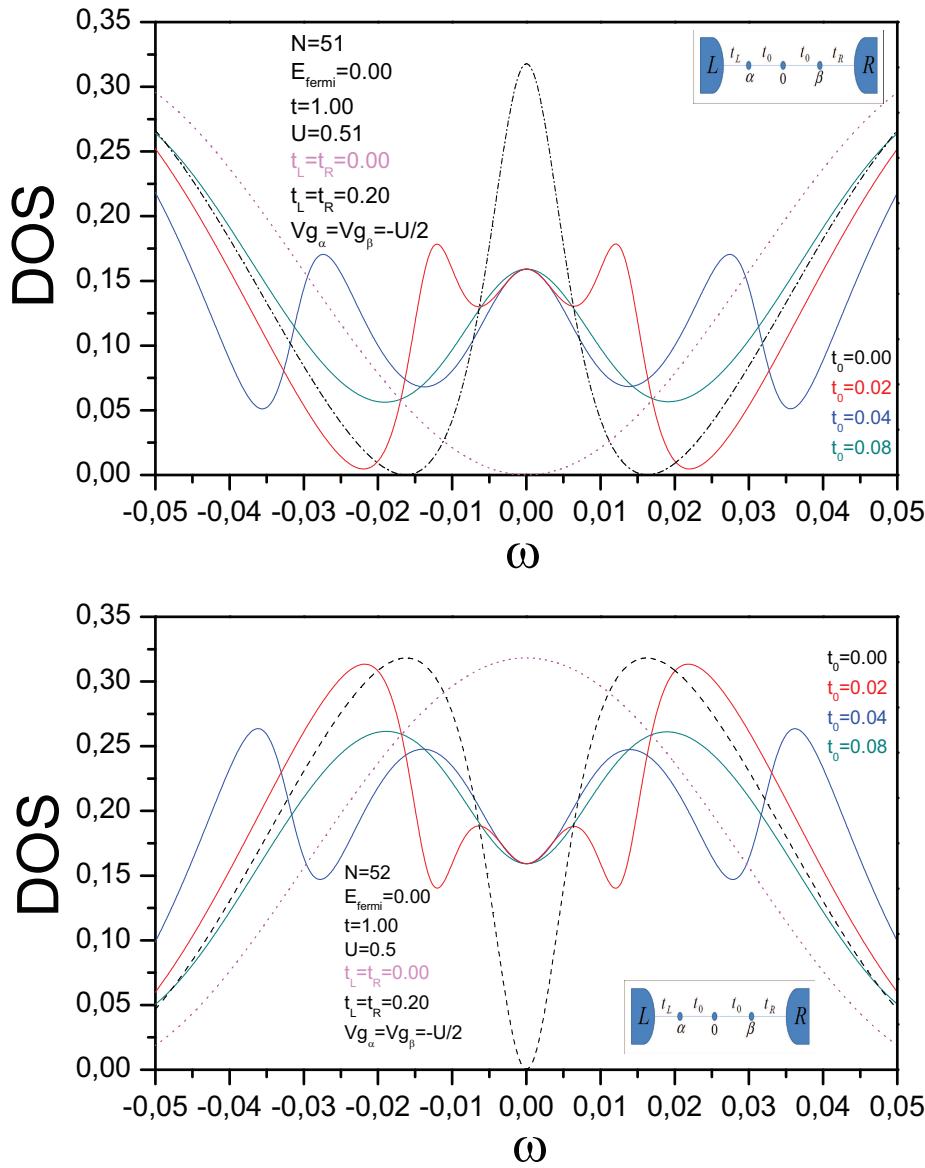 0,35
0,30
0,25
0,20
0,15
0,10
0,05
0,00
DOS
N=51
E_fermi=0.00
t=1.00
U=0.51
t_L=t_R=0.00
t_L=t_R=0.20
Vg_α=Vg_β=-U/2
L t_L t_0 t_0 t_R R
α 0 β
t_0=0.00
t_0=0.02
t_0=0.04
t_0=0.08
-0,05 -0,04 -0,03 -0,02 -0,01 0,00 0,01 0,02 0,03 0,04 0,05
ω
0,35
0,30
0,25
0,20
0,15
0,10
0,05
0,00
DOS
t_0=0.00
t_0=0.02
t_0=0.04
t_0=0.08
N=52
E_fermi=0.00
t=1.00
U=0.5
t_L=t_R=0.00
t_L=t_R=0.20
Vg_α=Vg_β=-U/2
L t_L t_0 t_0 t_R R
α 0 β
-0,05 -0,04 -0,03 -0,02 -0,01 0,00 0,01 0,02 0,03 0,04 0,05
ω